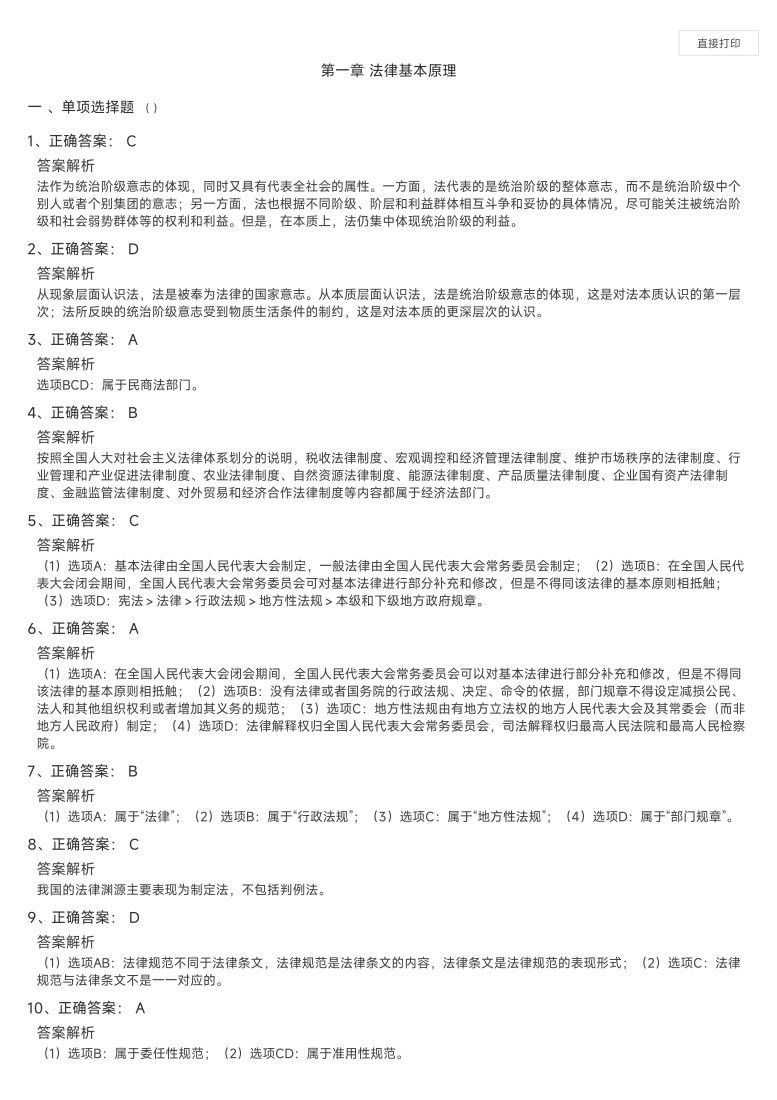 直接打印
第一章 法律基本原理
一 、单项选择题 （ ）
1、正确答案： C
答案解析
法作为统治阶级意志的体现，同时又具有代表全社会的属性。一方面，法代表的是统治阶级的整体意志，而不是统治阶级中个
别人或者个别集团的意志；另一方面，法也根据不同阶级、阶层和利益群体相互斗争和妥协的具体情况，尽可能关注被统治阶
级和社会弱势群体等的权利和利益。但是，在本质上，法仍集中体现统治阶级的利益。
2、正确答案： D
答案解析
从现象层面认识法，法是被奉为法律的国家意志。从本质层面认识法，法是统治阶级意志的体现，这是对法本质认识的第一层
次；法所反映的统治阶级意志受到物质生活条件的制约，这是对法本质的更深层次的认识。
3、正确答案： A
答案解析
选项BCD：属于民商法部门。
4、正确答案： B
答案解析
按照全国人大对社会主义法律体系划分的说明，税收法律制度、宏观调控和经济管理法律制度、维护市场秩序的法律制度、行
业管理和产业促进法律制度、农业法律制度、自然资源法律制度、能源法律制度、产品质量法律制度、企业国有资产法律制
度、金融监管法律制度、对外贸易和经济合作法律制度等内容都属于经济法部门。
5、正确答案： C
答案解析
（1）选项A：基本法律由全国人民代表大会制定，一般法律由全国人民代表大会常务委员会制定；（2）选项B：在全国人民代
表大会闭会期间，全国人民代表大会常务委员会可对基本法律进行部分补充和修改，但是不得同该法律的基本原则相抵触；
（3）选项D：宪法＞法律＞行政法规＞地方性法规＞本级和下级地方政府规章。
6、正确答案： A
答案解析
（1）选项A：在全国人民代表大会闭会期间，全国人民代表大会常务委员会可以对基本法律进行部分补充和修改，但是不得同
该法律的基本原则相抵触；（2）选项B：没有法律或者国务院的行政法规、决定、命令的依据，部门规章不得设定减损公民、
法人和其他组织权利或者增加其义务的规范；（3）选项C：地方性法规由有地方立法权的地方人民代表大会及其常委会（而非
地方人民政府）制定；（4）选项D：法律解释权归全国人民代表大会常务委员会，司法解释权归最高人民法院和最高人民检察
院。
7、正确答案： B
答案解析
（1）选项A：属于“法律”；（2）选项B：属于“行政法规”；（3）选项C：属于“地方性法规”；（4）选项D：属于“部门规章”。
8、正确答案： C
答案解析
我国的法律渊源主要表现为制定法，不包括判例法。
9、正确答案： D
答案解析
（1）选项AB：法律规范不同于法律条文，法律规范是法律条文的内容，法律条文是法律规范的表现形式；（2）选项C：法律
规范与法律条文不是一一对应的。
10、正确答案： A
答案解析
（1）选项B：属于委任性规范；（2）选项CD：属于准用性规范。